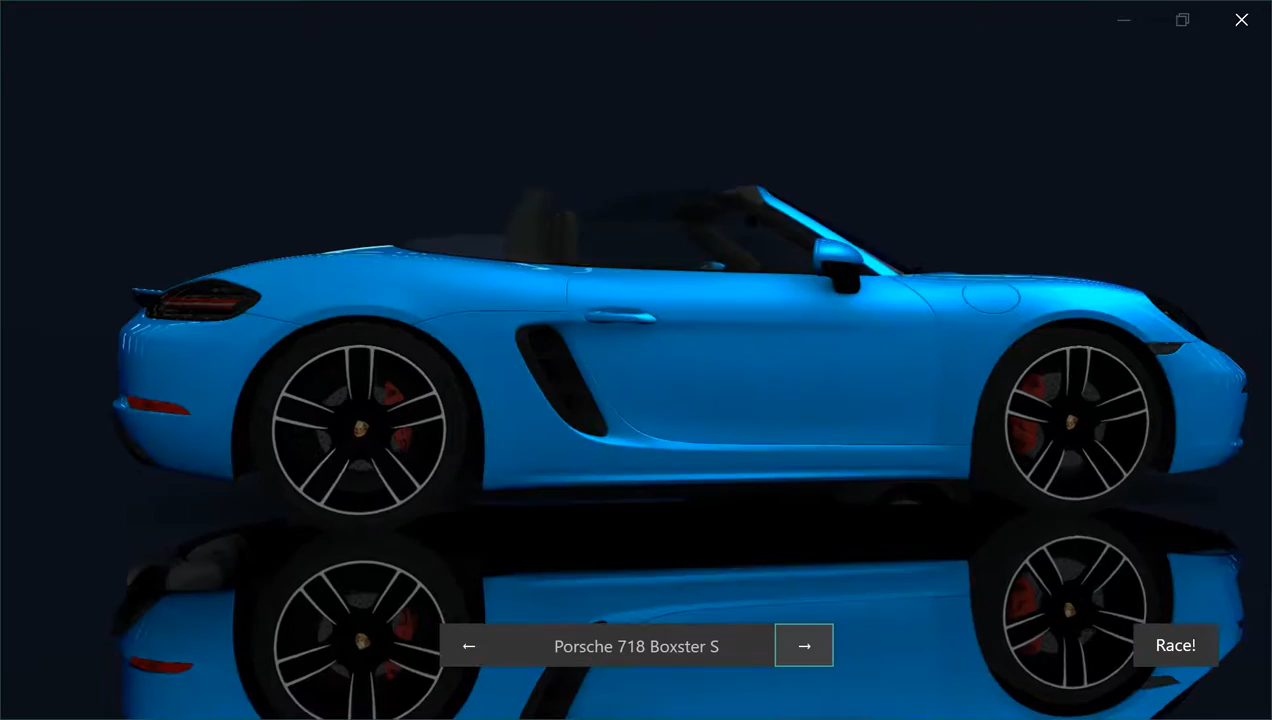 ← Porsche 718 Boxster S → Race!